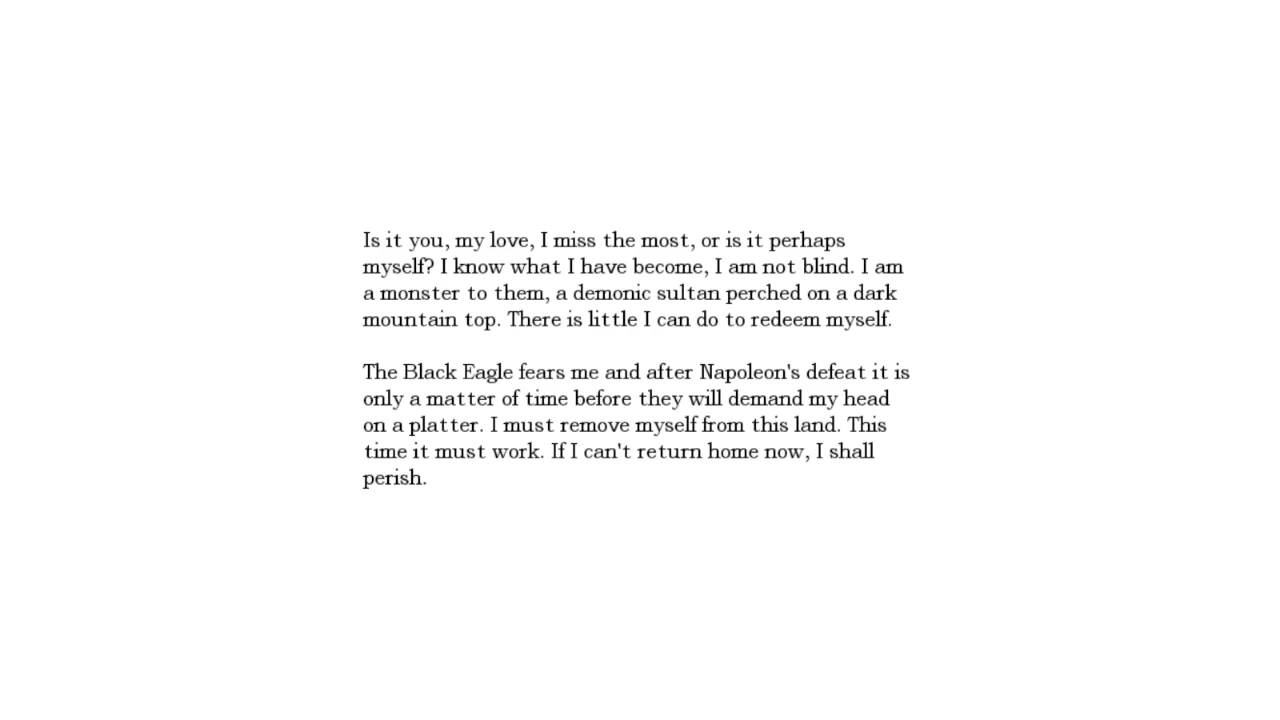 Is it you, my love, I miss the most, or is it perhaps
myself? I know what I have become, I am not blind. I am
a monster to them, a demonic sultan perched on a dark
mountain top. There is little I can do to redeem myself.
The Black Eagle fears me and after Napoleon's defeat it is
only a matter of time before they will demand my head
on a platter. I must remove myself from this land. This
time it must work. If I can't return home now, I shall
perish.